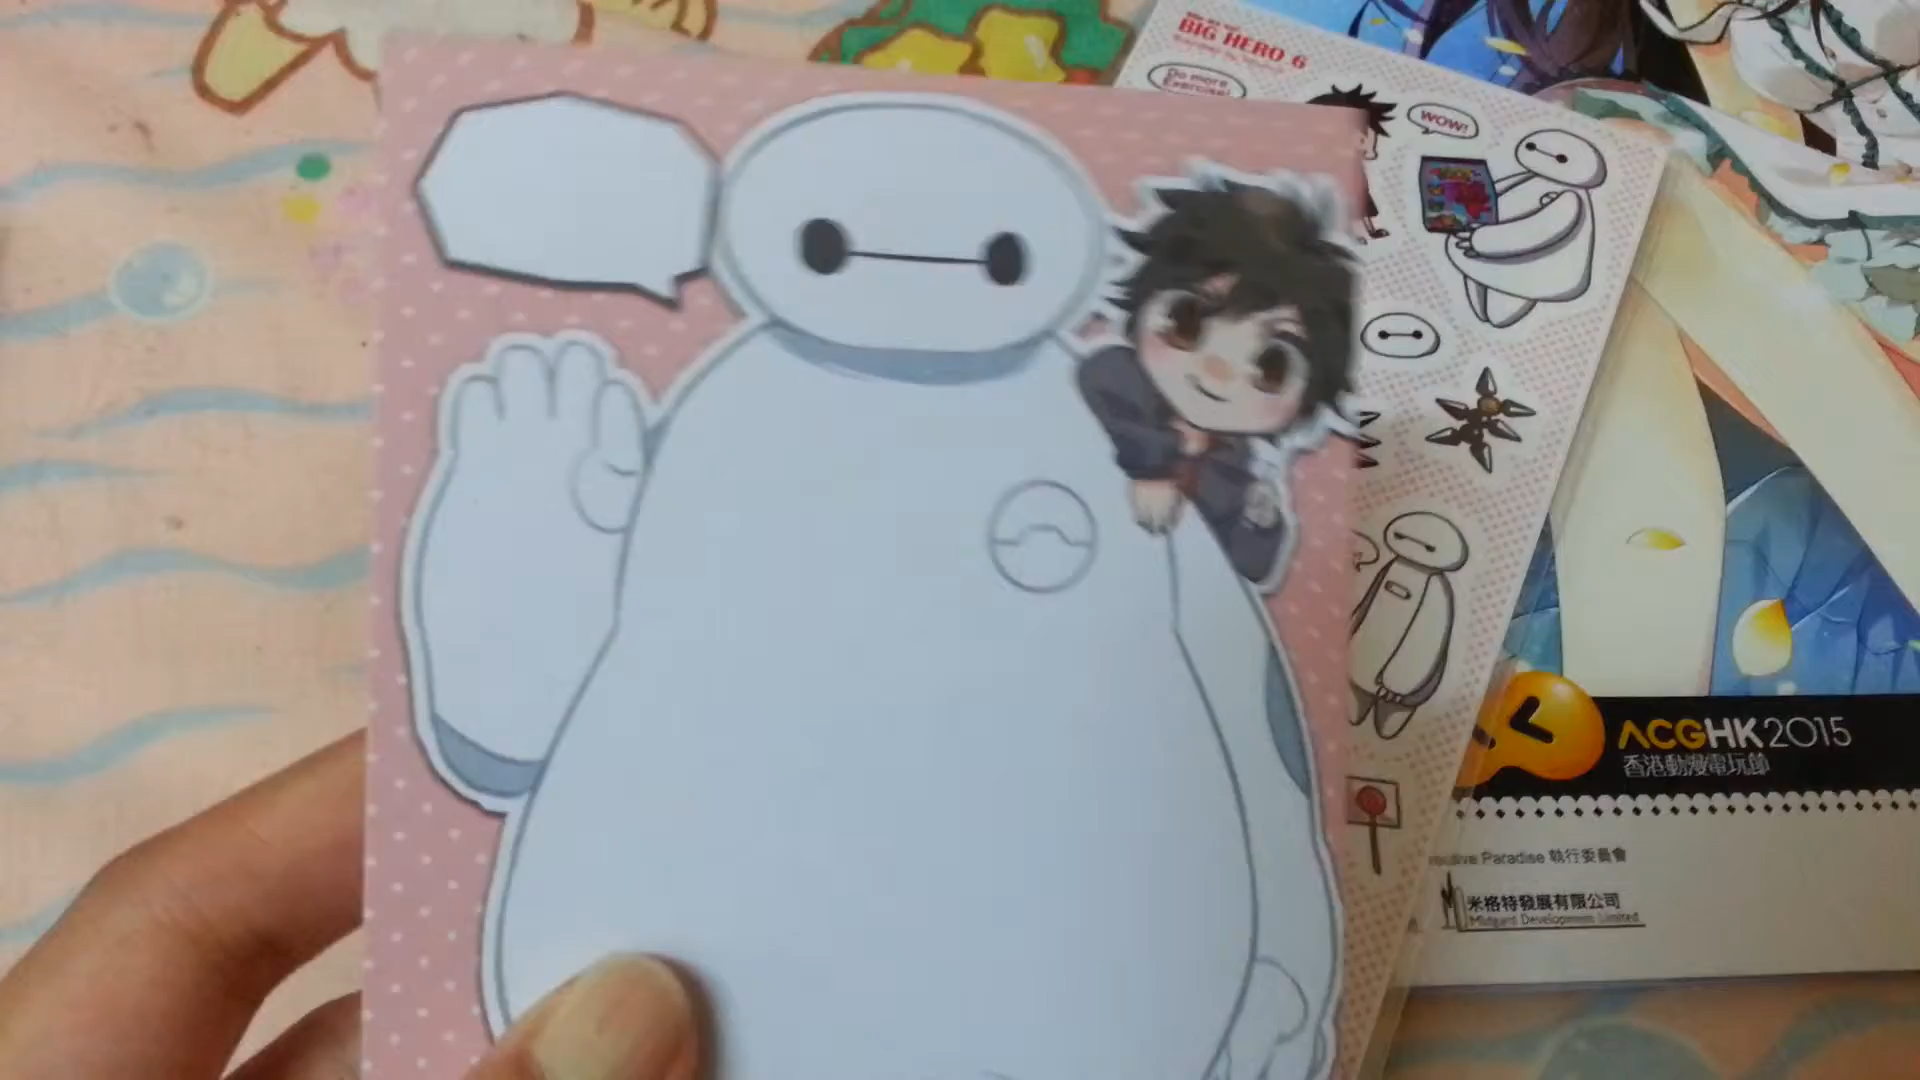 BIG HERO 6
Do more
Exercise!
WOW!
ACGHK2015
香港動漫電玩節
Paradise 執行委員會
米格特發展有限公司
Midgard Development Limited